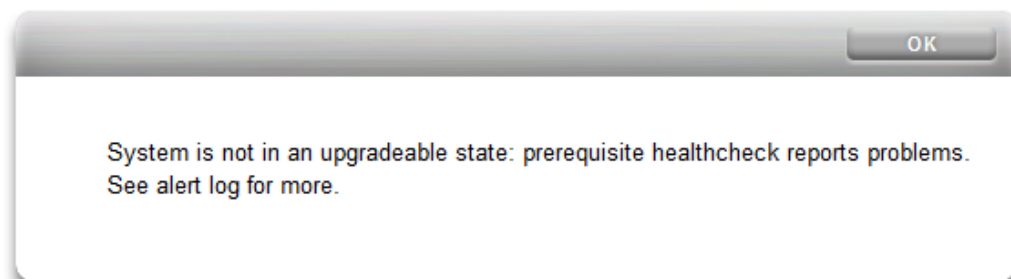 OK
System is not in an upgradeable state: prerequisite healthcheck reports problems.
See alert log for more.